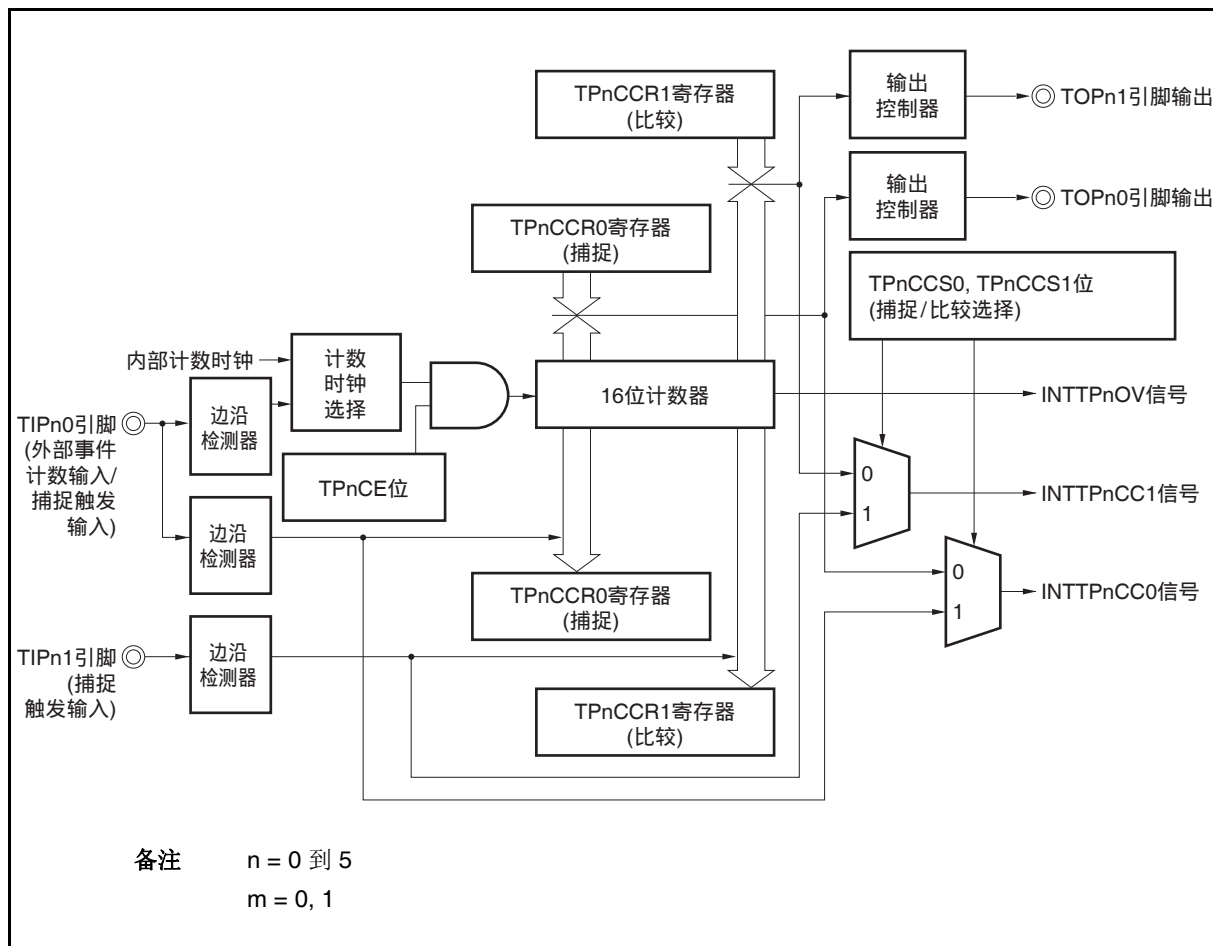 TPnCCR1寄存器
(比较)
输出
控制器
TOPn1引脚输出
输出
控制器
TOPn0引脚输出
TPnCCR0寄存器
(捕捉)
TPnCCS0, TPnCCS1位
(捕捉/比较选择)
内部计数时钟
计数
时钟
选择
16位计数器
INTTPnOV信号
TIPn0引脚
(外部事件
计数输入/
捕捉触发
输入)
边沿
检测器
TPnCE位
0
1
INTTPnCC1信号
边沿
检测器
0
1
INTTPnCC0信号
TPnCCR0寄存器
(捕捉)
TIPn1引脚
(捕捉
触发输入)
边沿
检测器
TPnCCR1寄存器
(比较)
备注 n = 0 到 5
m = 0, 1